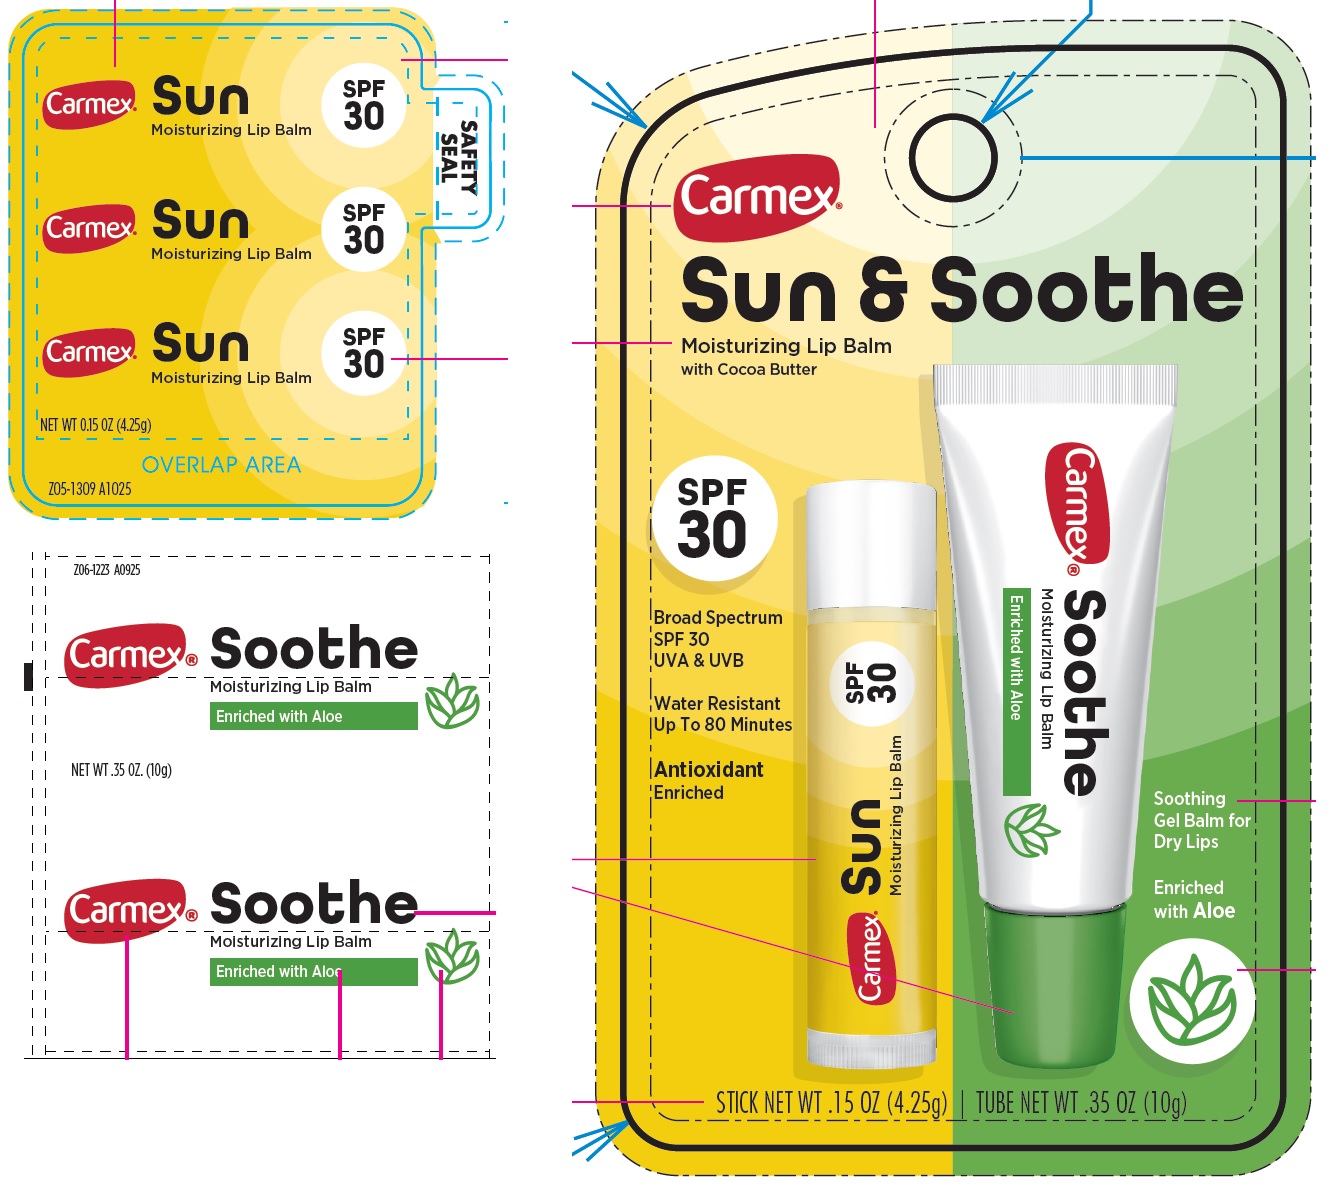 Carmex®
Sun
Moisturizing Lip Balm
SPF
30
SAFETY
SEAL
Carmex®
Sun
Moisturizing Lip Balm
SPF
30
Carmex®
Sun
Moisturizing Lip Balm
SPF
30
NET WT 0.15 OZ (4.25g)
OVERLAP AREA
Z05-1309 A1025
Z06-1223 A0925
Carmex®
Soothe
Moisturizing Lip Balm
Enriched with Aloe
NET WT .35 OZ. (10g)
Carmex®
Soothe
Moisturizing Lip Balm
Enriched with Aloe
Carmex®
Sun & Soothe
Moisturizing Lip Balm
with Cocoa Butter
SPF
30
Broad Spectrum
SPF 30
UVA & UVB
Water Resistant
Up To 80 Minutes
Antioxidant
Enriched
SPF
30
Carmex®
Sun
Moisturizing Lip Balm
Carmex®
Soothe
Moisturizing Lip Balm
Enriched with Aloe
Soothing
Gel Balm for
Dry Lips
Enriched
with Aloe
STICK NET WT .15 OZ (4.25g) | TUBE NET WT .35 OZ (10g)